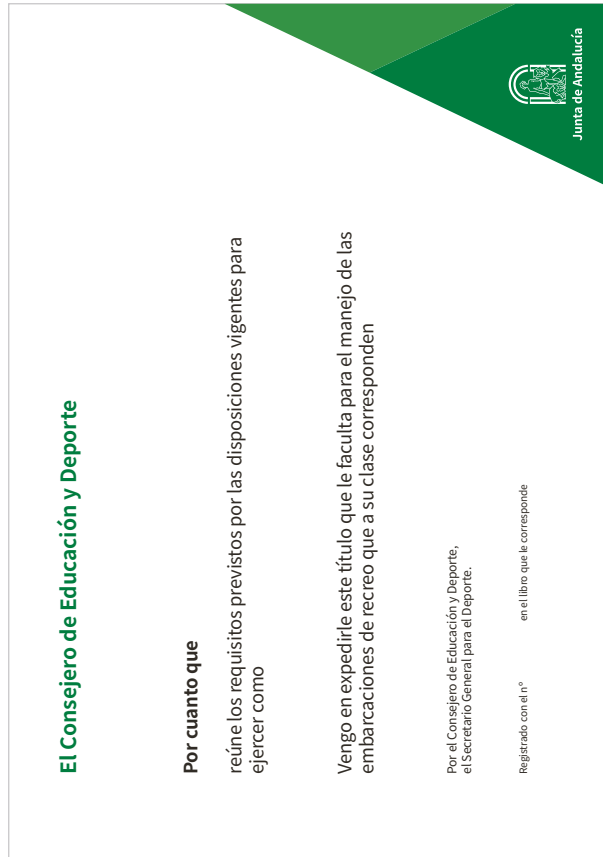 El Consejero de Educación y Deporte
Por cuanto que
reúne los requisitos previstos por las disposiciones vigentes para
ejercer como
Vengo en expedirle este título que le faculta para el manejo de las
embarcaciones de recreo que a su clase corresponden
Por el Consejero de Educación y Deporte,
el Secretario General para el Deporte.
Registrado con el nº en el libro que le corresponde
Junta de Andalucía